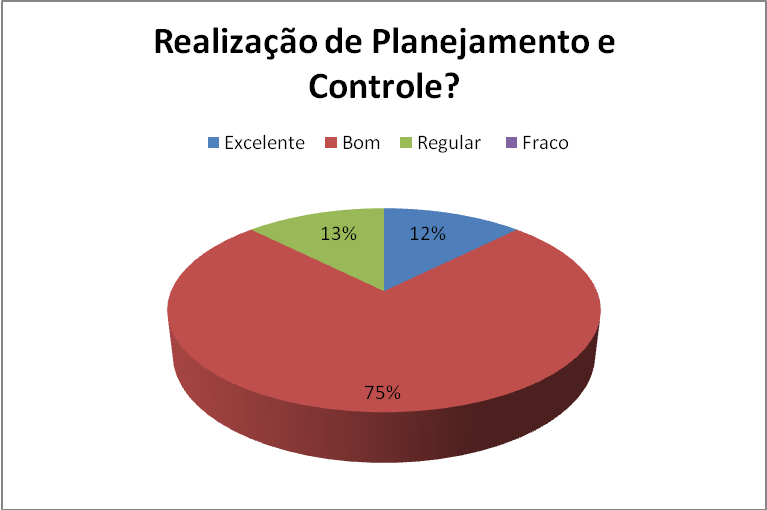 Realização de Planejamento e
Controle?
Excelente Bom Regular Fraco
13% 12%
75%